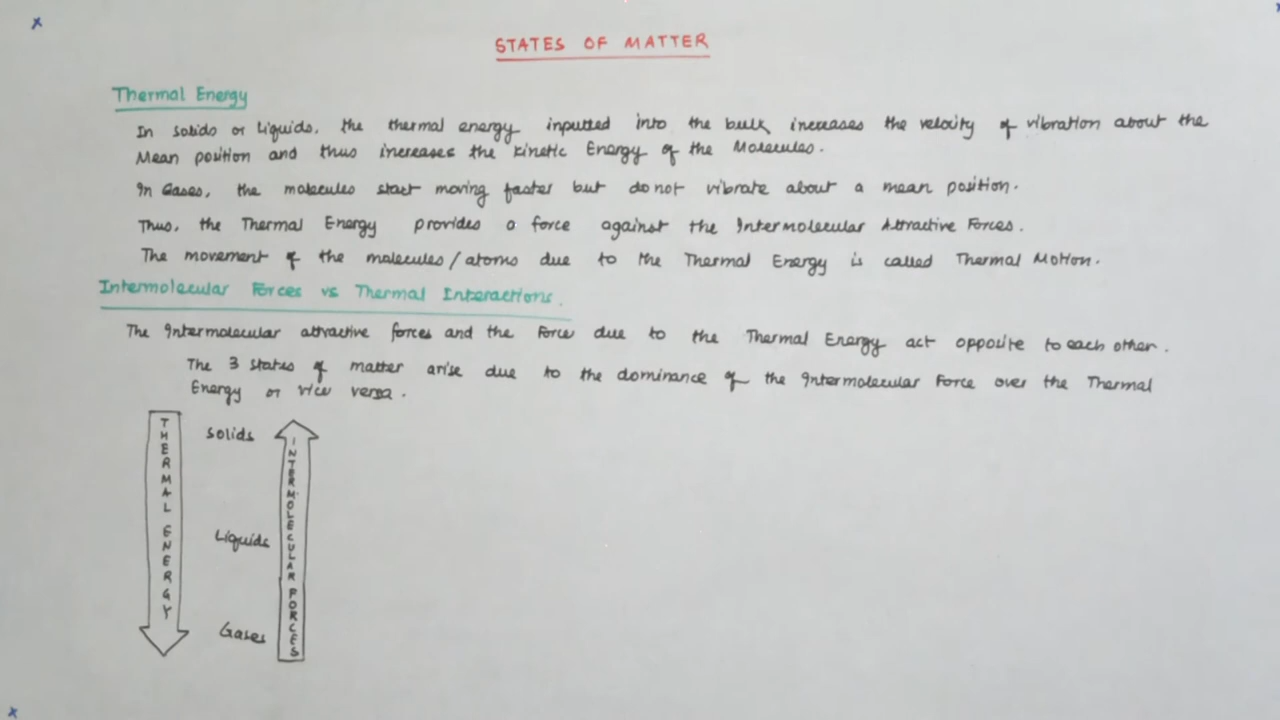 STATES OF MATTER
Thermal Energy
In solids or liquids, the thermal energy inputted into the bulk increases the velocity of vibration about the
Mean position and thus increases the kinetic Energy of the Molecules.
In Gases, the molecules start moving faster but do not vibrate about a mean position.
Thus, the Thermal Energy provides a force against the Intermolecular Attractive Forces.
The movement of the molecules/atoms due to the Thermal Energy is called Thermal Motion.
Intermolecular Forces vs Thermal Interactions.
The Intermolecular attractive forces and the Force due to the Thermal Energy act opposite to each other.
The 3 states of matter arise due to the dominance of the Intermolecular Force over the Thermal
Energy or vice versa.
THERMAL ENERGY
Solids
Liquids
Gases
INTERMOLECULAR FORCES